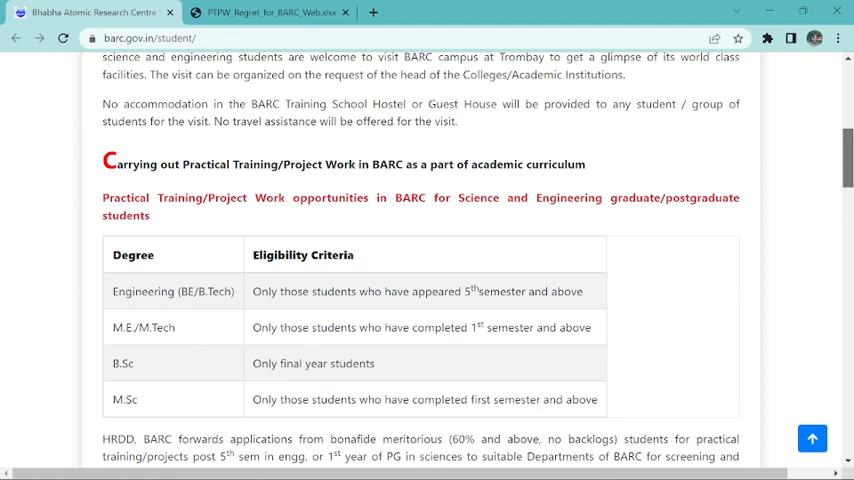 Bhabha Atomic Research Centre
PTPW_Regret_for_BARC_Web.xlsx
barc.gov.in/student/
science and engineering students are welcome to visit BARC campus at Trombay to get a glimpse of its world class
facilities. The visit can be organized on the request of the head of the Colleges/Academic Institutions.
No accommodation in the BARC Training School Hostel or Guest House will be provided to any student / group of
students for the visit. No travel assistance will be offered for the visit.
Carrying out Practical Training/Project Work in BARC as a part of academic curriculum
Practical Training/Project Work opportunities in BARC for Science and Engineering graduate/postgraduate
students
Degree Eligibility Criteria
Engineering (BE/B.Tech) Only those students who have appeared 5th semester and above
M.E./M.Tech Only those students who have completed 1st semester and above
B.Sc Only final year students
M.Sc Only those students who have completed first semester and above
HRDD, BARC forwards applications from bonafide meritorious (60% and above, no backlogs) students for practical
training/projects post 5th sem in engg. or 1st year of PG in sciences to suitable Departments of BARC for screening and